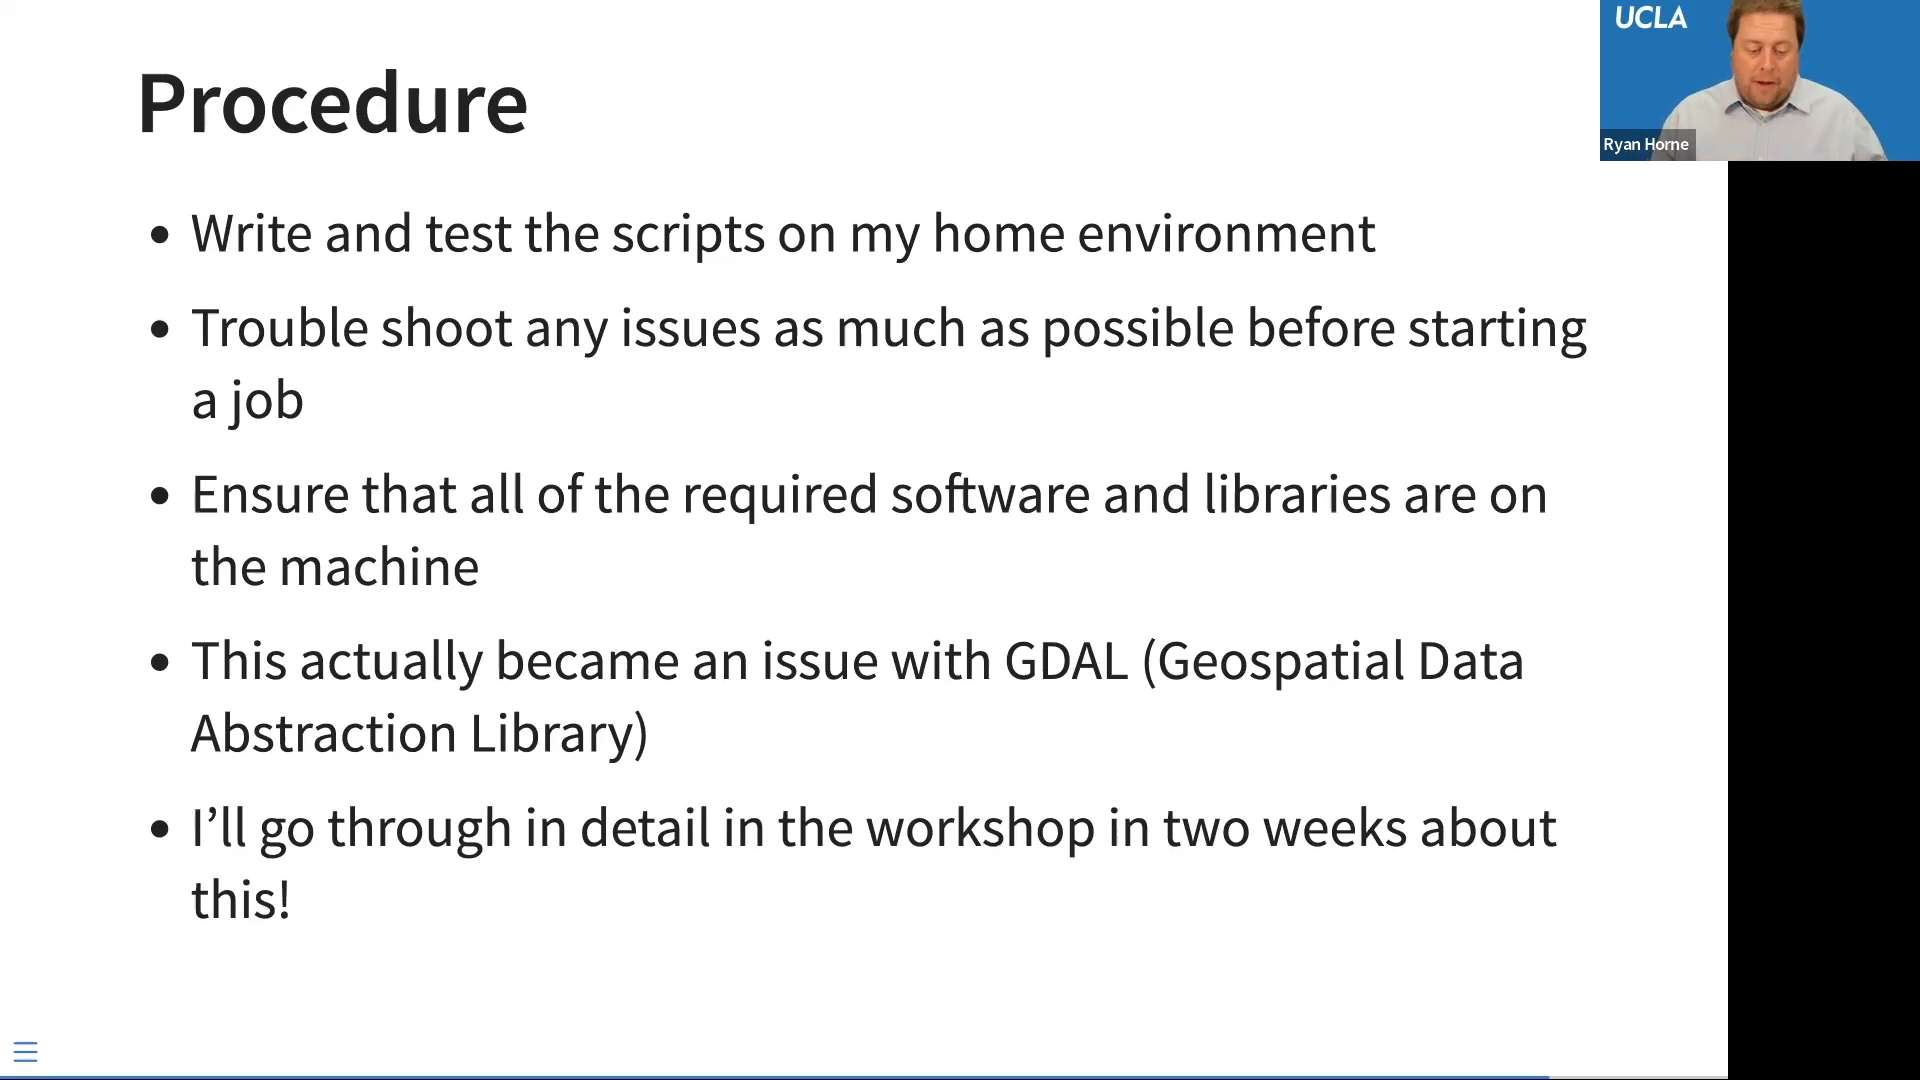 UCLA
Ryan Horne
Procedure
• Write and test the scripts on my home environment
• Trouble shoot any issues as much as possible before starting
a job
• Ensure that all of the required software and libraries are on
the machine
• This actually became an issue with GDAL (Geospatial Data
Abstraction Library)
• I’ll go through in detail in the workshop in two weeks about
this!